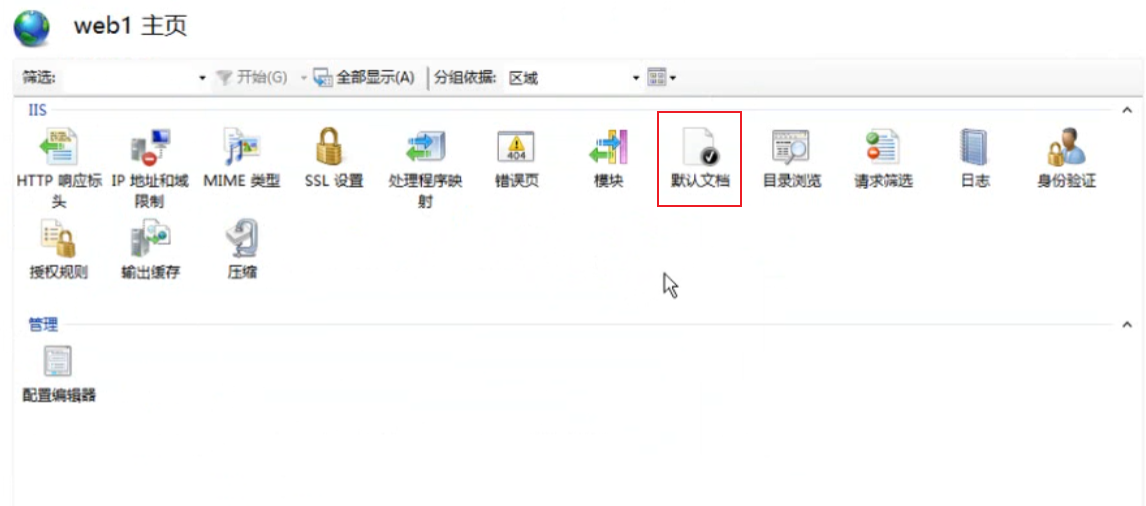 web1 主页
筛选: 开始(G) 全部显示(A) 分组依据: 区域
IIS
HTTP 响应标头 IP 地址和域限制 MIME 类型 SSL 设置 处理程序映射 404 错误页 模块 默认文档 目录浏览 请求筛选 日志 身份验证
授权规则 输出缓存 压缩
管理
配置编辑器